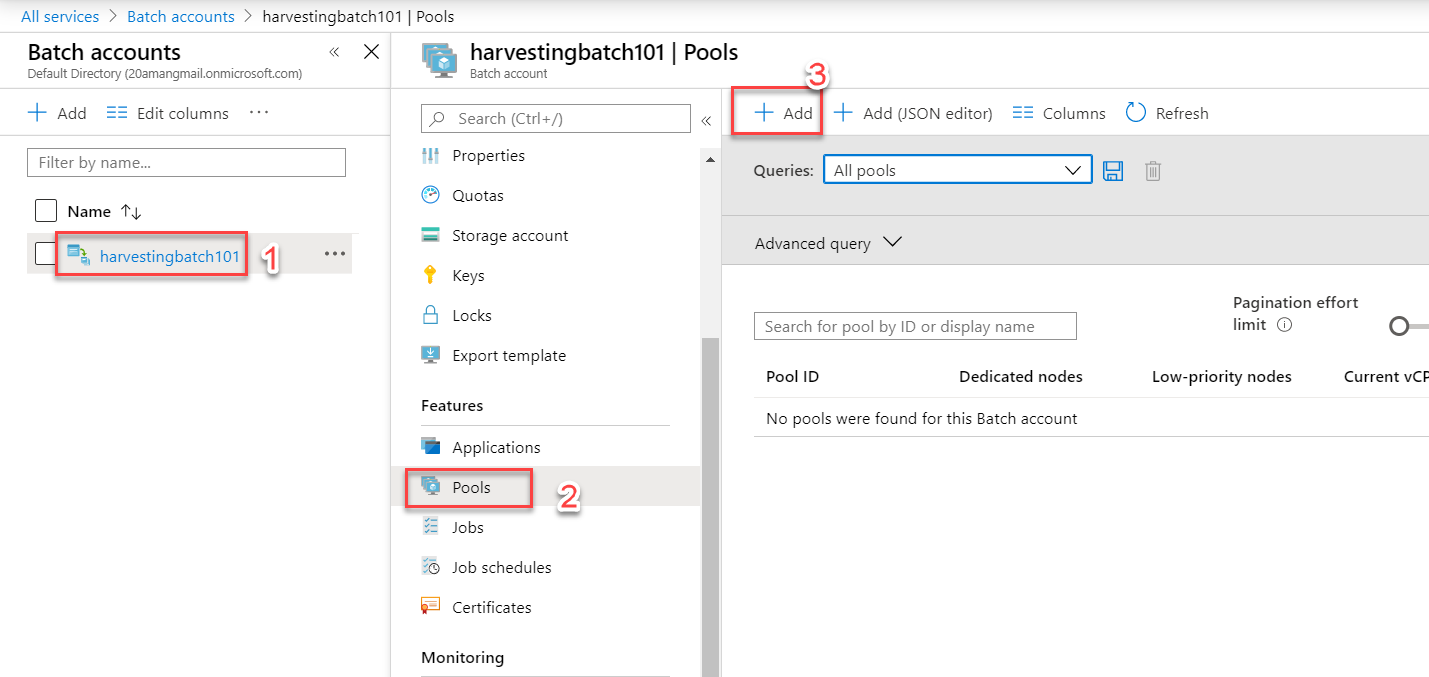 All services > Batch accounts > harvestingbatch101 | Pools
Batch accounts
Default Directory (20amangmail.onmicrosoft.com)
Add Edit columns ...
Filter by name...
Name
harvestingbatch101
1
harvestingbatch101 | Pools
Batch account
Search (Ctrl+/)
Properties
Quotas
Storage account
Keys
Locks
Export template
Features
Applications
Pools
2
Jobs
Job schedules
Certificates
Monitoring
3
Add Add (JSON editor) Columns Refresh
Queries: All pools
Advanced query
Pagination effort
limit
Search for pool by ID or display name
Pool ID Dedicated nodes Low-priority nodes Current vCP
No pools were found for this Batch account